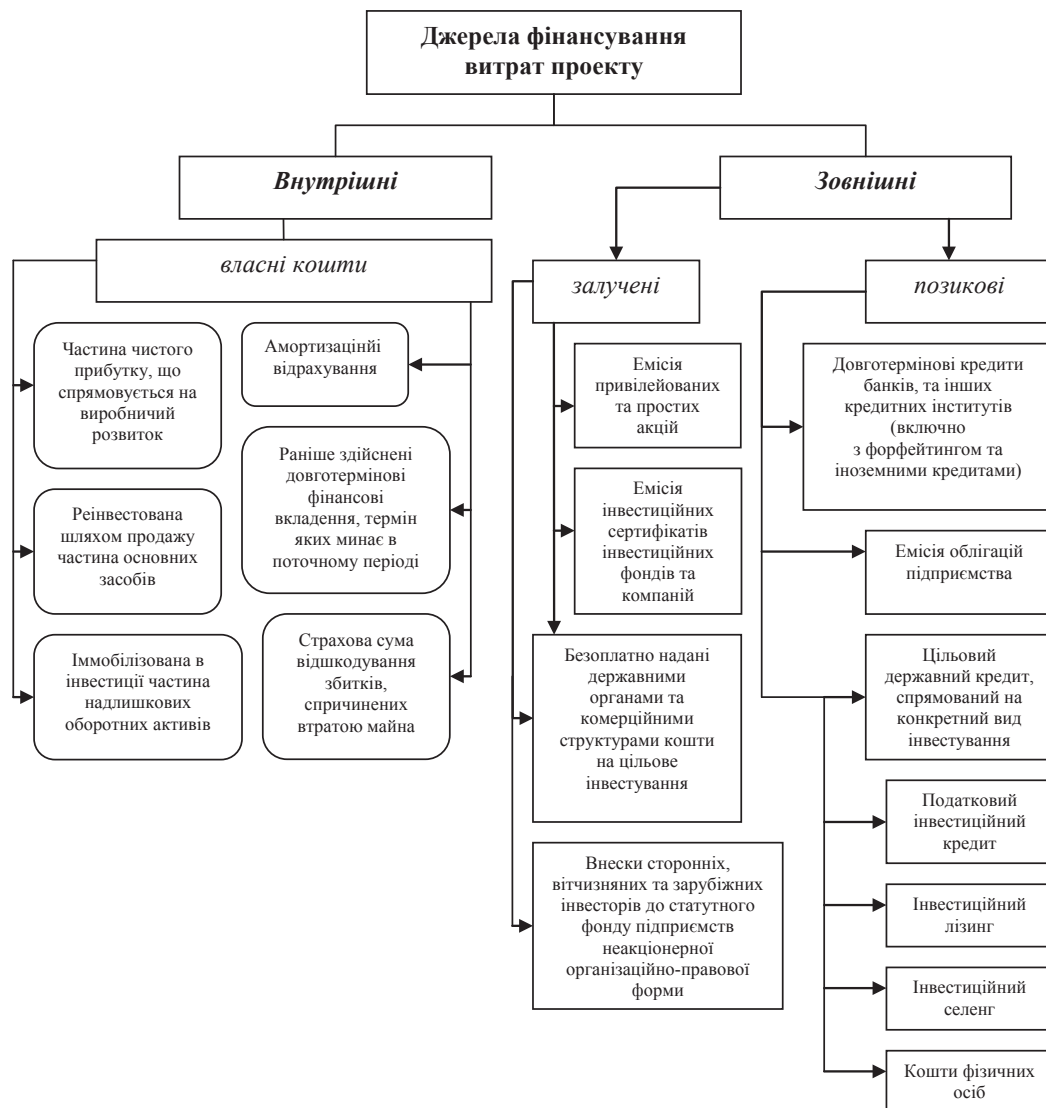 Джерела фінансування
витрат проекту
Внутрішні
Зовнішні
власні кошти
залучені
позикові
Частина чистого
прибутку, що
спрямовується на
виробничий
розвиток
Реінвестована
шляхом продажу
частина основних
засобів
Іммобілізована в
інвестиції частина
надлишкових
оборотних активів
Амортизацінйі
відрахування
Раніше здійснені
довготермінові
фінансові
вкладення, термін
яких минає в
поточному періоді
Страхова сума
відшкодування
збитків,
спричинених
втратою майна
Емісія
привілейованих
та простих
акцій
Емісія
інвестиційних
сертифікатів
інвестиційних
фондів та
компаній
Безоплатно надані
державними
органами та
комерційними
структурами кошти
на цільове
інвестування
Внески сторонніх,
вітчизняних та зарубіжних
інвесторів до статутного
фонду підприємств
неакціонерної
організаційно-правової
форми
Довготермінові кредити
банків, та інших
кредитних інститутів
(включно
з форфейтингом та
іноземними кредитами)
Емісія облігацій
підприємства
Цільовий
державний кредит,
спрямований на
конкретний вид
інвестування
Податковий
інвестиційний
кредит
Інвестиційний
лізинг
Інвестиційний
селенг
Кошти фізичних
осіб